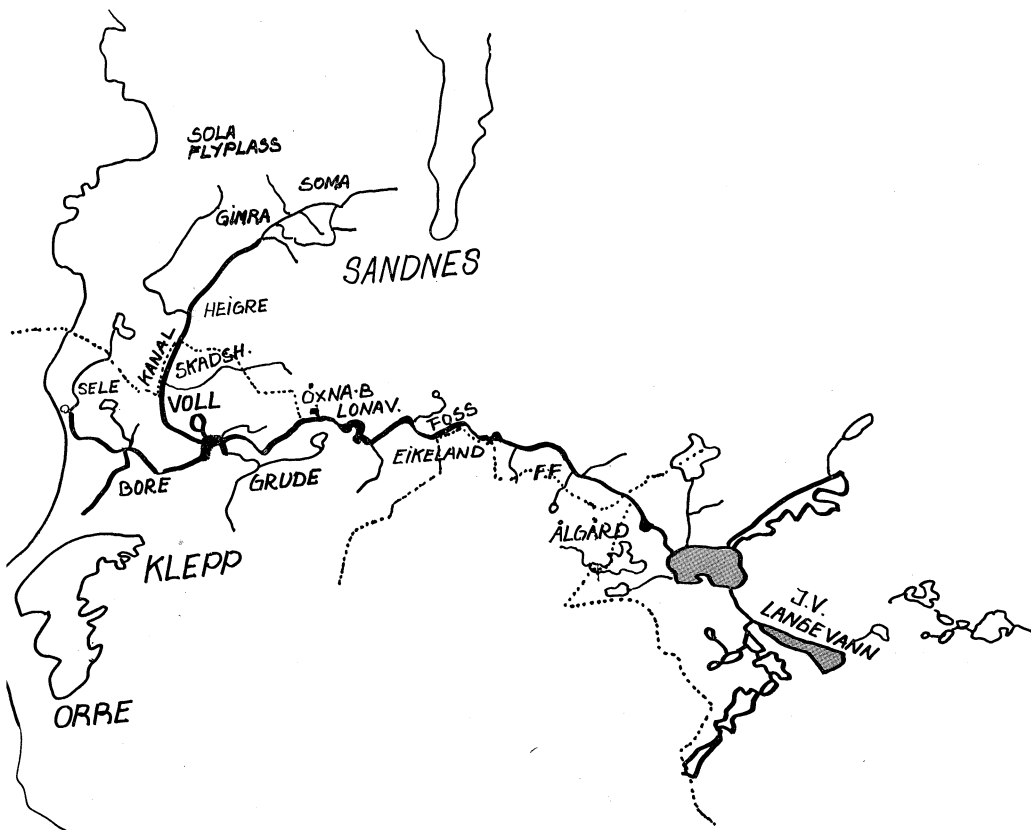 SOLA
FLYPLASS
SOMA
GIMRA
SANDNES
HEIGRE
KANAL
SKADSH.
SELE
VOLL
ÖXNA-B
LONAV.
FOSS
EIKELAND
BORE
GRUDE
F.F.
ÅLGÅRD
KLEPP
J.V.
LANGEVANN
ORRE